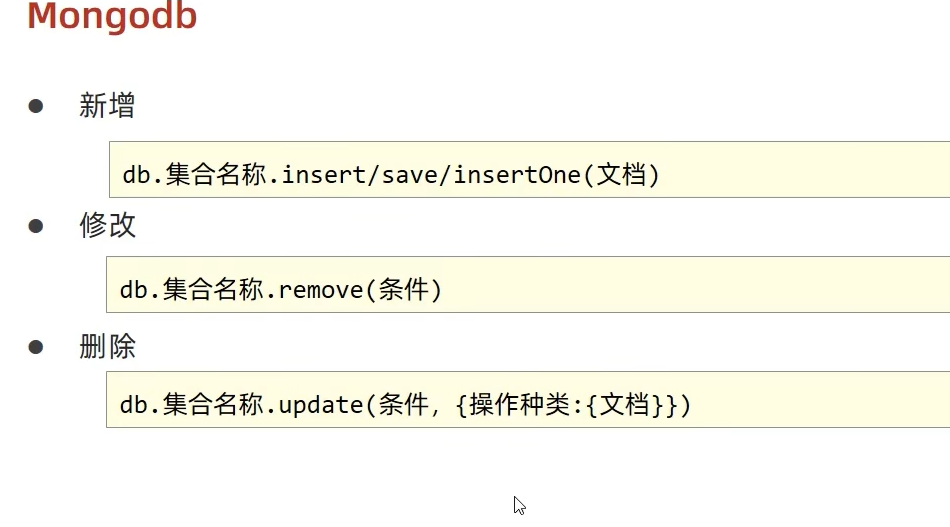 Mongodb
● 新增
db.集合名称.insert/save/insertOne(文档)
● 修改
db.集合名称.remove(条件)
● 删除
db.集合名称.update(条件, {操作种类:{文档}})